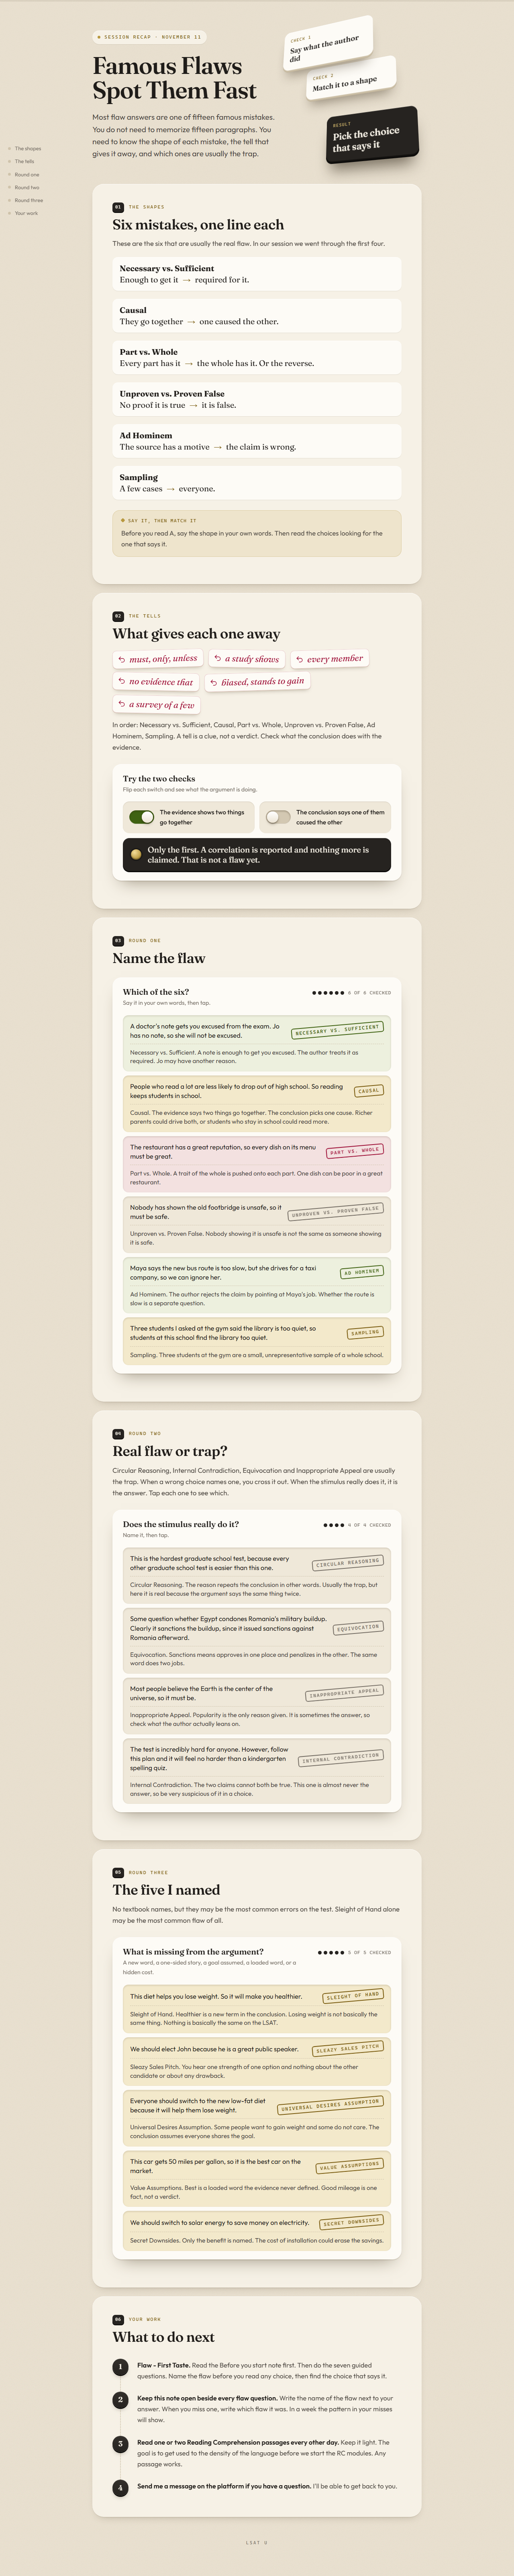 SESSION RECAP · NOVEMBER 11
Famous Flaws
Spot Them Fast
Most flaw answers are one of fifteen famous mistakes.
You do not need to memorize fifteen paragraphs. You
need to know the shape of each mistake, the tell that
gives it away, and which ones are usually the trap.
CHECK 1
Say what the author
did
CHECK 2
Match it to a shape
RESULT
Pick the choice
that says it
The shapes
The tells
Round one
Round two
Round three
Your work
01 THE SHAPES
Six mistakes, one line each
These are the six that are usually the real flaw. In our session we went through the first four.
Necessary vs. Sufficient
Enough to get it → required for it.
Causal
They go together → one caused the other.
Part vs. Whole
Every part has it → the whole has it. Or the reverse.
Unproven vs. Proven False
No proof it is true → it is false.
Ad Hominem
The source has a motive → the claim is wrong.
Sampling
A few cases → everyone.
SAY IT, THEN MATCH IT
Before you read A, say the shape in your own words. Then read the choices looking for the
one that says it.
02 THE TELLS
What gives each one away
must, only, unless
a study shows
every member
no evidence that
biased, stands to gain
a survey of a few
In order: Necessary vs. Sufficient, Causal, Part vs. Whole, Unproven vs. Proven False, Ad
Hominem, Sampling. A tell is a clue, not a verdict. Check what the conclusion does with the
evidence.
Try the two checks
Flip each switch and see what the argument is doing.
The evidence shows two things
go together
The conclusion says one of them
caused the other
Only the first. A correlation is reported and nothing more is
claimed. That is not a flaw yet.
03 ROUND ONE
Name the flaw
Which of the six?
6 OF 6 CHECKED
Say it in your own words, then tap.
A doctor's note gets you excused from the exam. Jo
has no note, so she will not be excused.
NECESSARY VS. SUFFICIENT
Necessary vs. Sufficient. A note is enough to get you excused. The author treats it as
required. Jo may have another reason.
People who read a lot are less likely to drop out of high school. So reading
keeps students in school.
CAUSAL
Causal. The evidence says two things go together. The conclusion picks one cause. Richer
parents could drive both, or students who stay in school could read more.
The restaurant has a great reputation, so every dish on its menu
must be great.
PART VS. WHOLE
Part vs. Whole. A trait of the whole is pushed onto each part. One dish can be poor in a great
restaurant.
Nobody has shown the old footbridge is unsafe, so it
must be safe.
UNPROVEN VS. PROVEN FALSE
Unproven vs. Proven False. Nobody showing it is unsafe is not the same as someone showing
it is safe.
Maya says the new bus route is too slow, but she drives for a taxi
company, so we can ignore her.
AD HOMINEM
Ad Hominem. The author rejects the claim by pointing at Maya's job. Whether the route is
slow is a separate question.
Three students I asked at the gym said the library is too quiet, so
students at this school find the library too quiet.
SAMPLING
Sampling. Three students at the gym are a small, unrepresentative sample of a whole school.
04 ROUND TWO
Real flaw or trap?
Circular Reasoning, Internal Contradiction, Equivocation and Inappropriate Appeal are usually
the trap. When a wrong choice names one, you cross it out. When the stimulus really does it, it is
the answer. Tap each one to see which.
Does the stimulus really do it?
4 OF 4 CHECKED
Name it, then tap.
This is the hardest graduate school test, because every
other graduate school test is easier than this one.
CIRCULAR REASONING
Circular Reasoning. The reason repeats the conclusion in other words. Usually the trap, but
here it is real because the argument says the same thing twice.
Some question whether Egypt condones Romania's military buildup.
Clearly it sanctions the buildup, since it issued sanctions against
Romania afterward.
EQUIVOCATION
Equivocation. Sanctions means approves in one place and penalizes in the other. The same
word does two jobs.
Most people believe the Earth is the center of the
universe, so it must be.
INAPPROPRIATE APPEAL
Inappropriate Appeal. Popularity is the only reason given. It is sometimes the answer, so
check what the author actually leans on.
The test is incredibly hard for anyone. However, follow
this plan and it will feel no harder than a kindergarten
spelling quiz.
INTERNAL CONTRADICTION
Internal Contradiction. The two claims cannot both be true. This one is almost never the
answer, so be very suspicious of it in a choice.
05 ROUND THREE
The five I named
No textbook names, but they may be the most common errors on the test. Sleight of Hand alone
may be the most common flaw of all.
What is missing from the argument?
5 OF 5 CHECKED
A new word, a one-sided story, a goal assumed, a loaded word, or a
hidden cost.
This diet helps you lose weight. So it will make you healthier.
SLEIGHT OF HAND
Sleight of Hand. Healthier is a new term in the conclusion. Losing weight is not basically the
same thing. Nothing is basically the same on the LSAT.
We should elect John because he is a great public speaker.
SLEAZY SALES PITCH
Sleazy Sales Pitch. You hear one strength of one option and nothing about the other
candidate or about any drawback.
Everyone should switch to the new low-fat diet
because it will help them lose weight.
UNIVERSAL DESIRES ASSUMPTION
Universal Desires Assumption. Some people want to gain weight and some do not care. The
conclusion assumes everyone shares the goal.
This car gets 50 miles per gallon, so it is the best car on the
market.
VALUE ASSUMPTIONS
Value Assumptions. Best is a loaded word the evidence never defined. Good mileage is one
fact, not a verdict.
We should switch to solar energy to save money on electricity.
SECRET DOWNSIDES
Secret Downsides. Only the benefit is named. The cost of installation could erase the savings.
06 YOUR WORK
What to do next
1 Flaw - First Taste. Read the Before you start note first. Then do the seven guided
questions. Name the flaw before you read any choice, then find the choice that says it.
2 Keep this note open beside every flaw question. Write the name of the flaw next to your
answer. When you miss one, write which flaw it was. In a week the pattern in your misses
will show.
3 Read one or two Reading Comprehension passages every other day. Keep it light. The
goal is to get used to the density of the language before we start the RC modules. Any
passage works.
4 Send me a message on the platform if you have a question. I'll be able to get back to you.
LSAT U